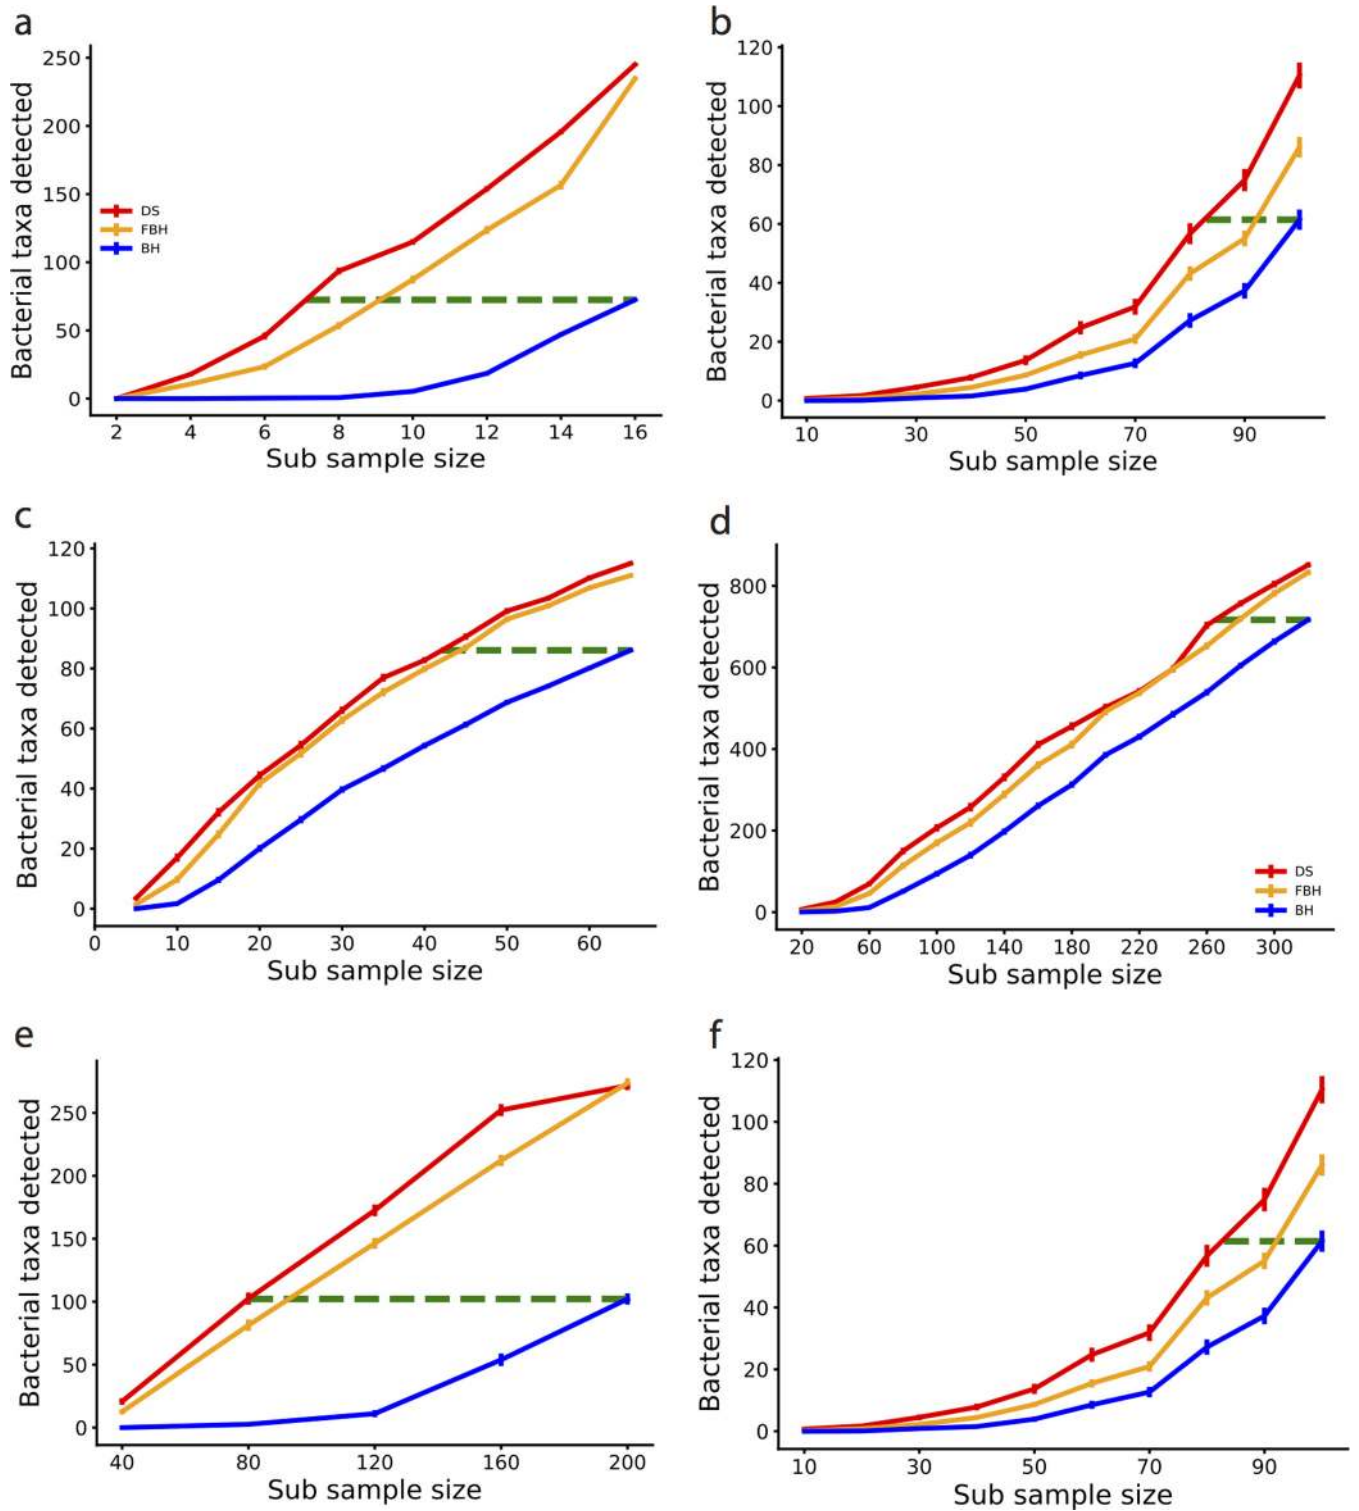 a
Bacterial taxa detected
250
200
150
100
50
0
DS
FBH
BH
2 4 6 8 10 12 14 16
Sub sample size
b
Bacterial taxa detected
120
100
80
60
40
20
0
10 30 50 70 90
Sub sample size
c
Bacterial taxa detected
120
100
80
60
40
20
0
0 10 20 30 40 50 60
Sub sample size
d
Bacterial taxa detected
800
600
400
200
0
DS
FBH
BH
20 60 100 140 180 220 260 300
Sub sample size
e
Bacterial taxa detected
250
200
150
100
50
0
40 80 120 160 200
Sub sample size
f
Bacterial taxa detected
120
100
80
60
40
20
0
10 30 50 70 90
Sub sample size